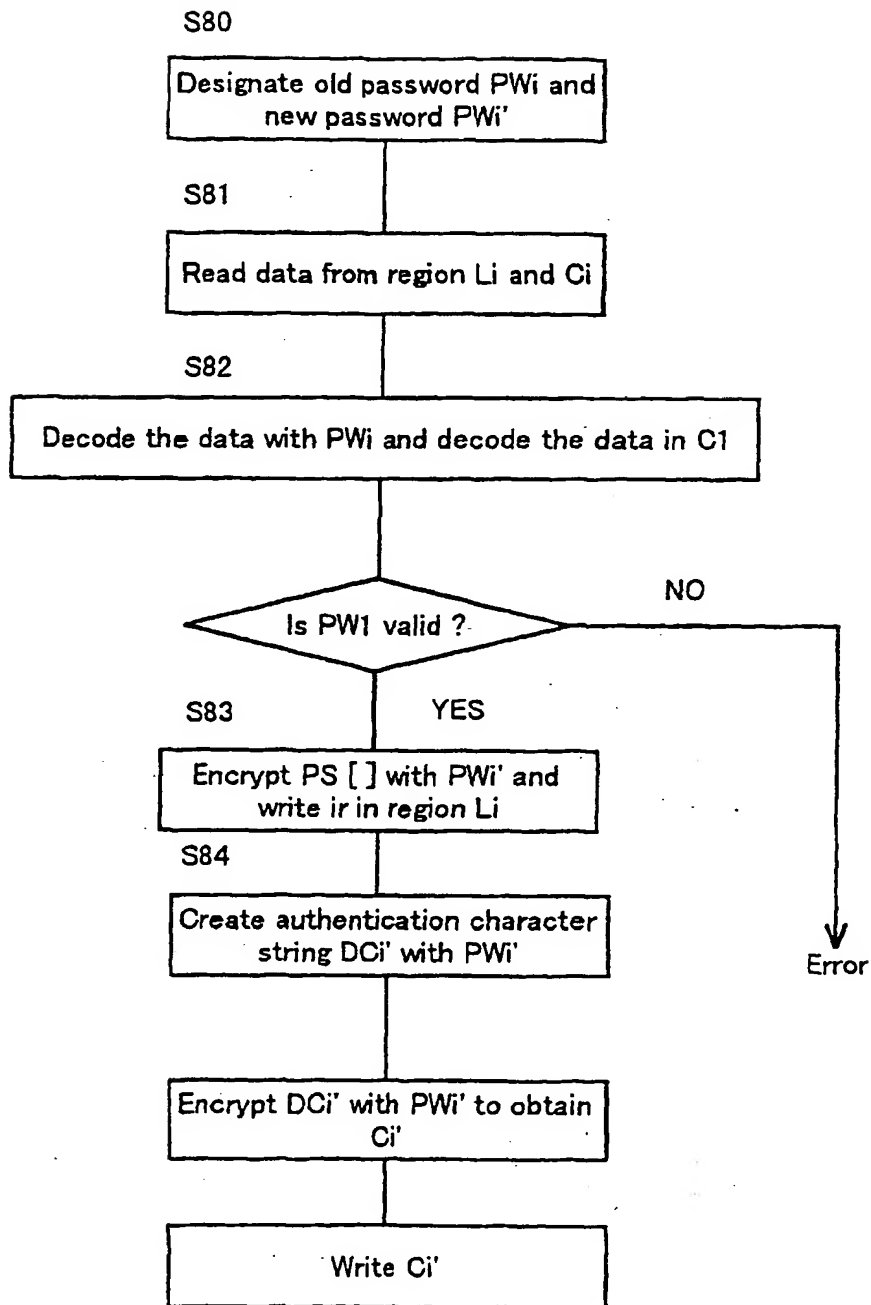 S80
Designate old password PWi and
new password PWi'
S81
Read data from region Li and Ci
S82
Decode the data with PWi and decode the data in C1
Is PW1 valid ?
NO
S83
YES
Encrypt PS [ ] with PWi' and
write ir in region Li
S84
Create authentication character
string DCi' with PWi'
Error
Encrypt DCi' with PWi' to obtain
Ci'
Write Ci'